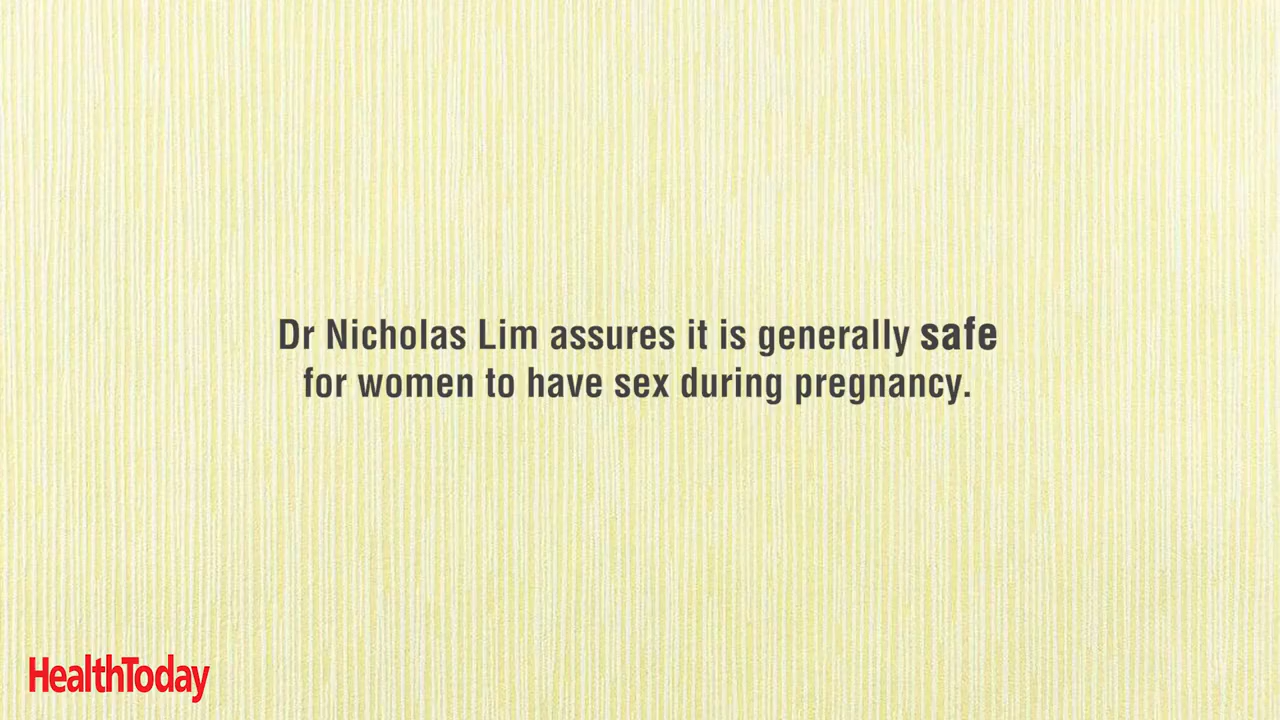 Dr Nicholas Lim assures it is generally safe
for women to have sex during pregnancy.
HealthToday